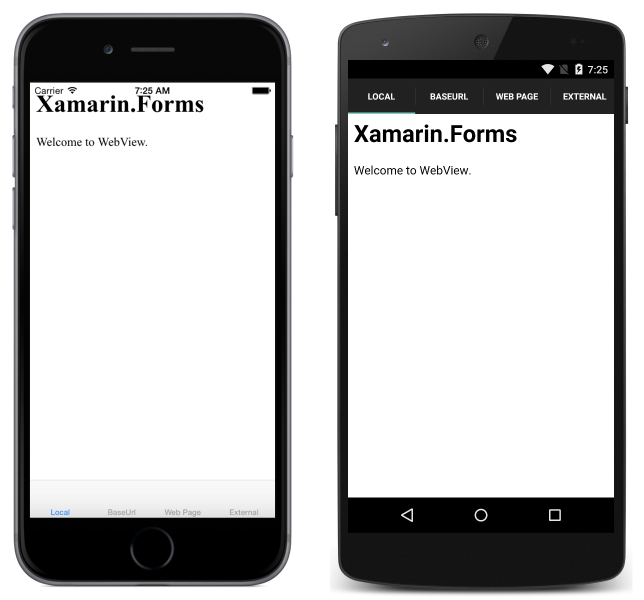 Carrier 7:25 AM
Xamarin.Forms
Welcome to WebView.
Local BaseUrl Web Page External
7:25
LOCAL BASEURL WEB PAGE EXTERNAL
Xamarin.Forms
Welcome to WebView.